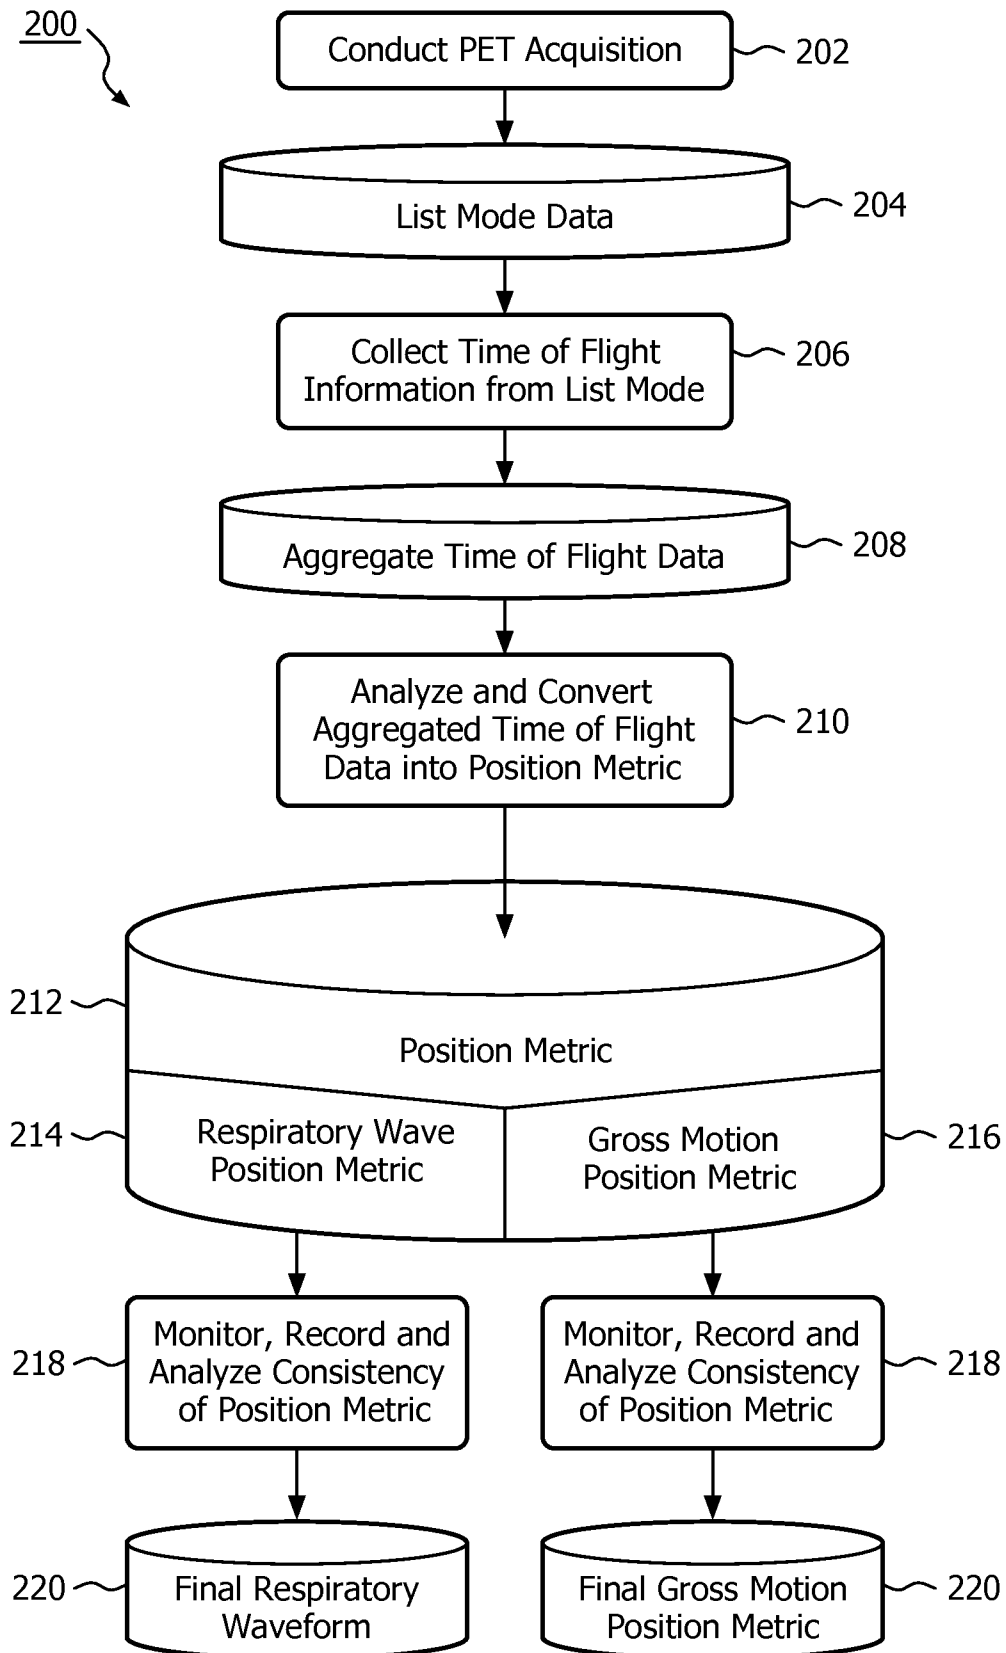 200
Conduct PET Acquisition
202
List Mode Data
204
Collect Time of Flight
Information from List Mode
206
Aggregate Time of Flight Data
208
Analyze and Convert
Aggregated Time of Flight
Data into Position Metric
210
212
Position Metric
214
Respiratory Wave
Position Metric
Gross Motion
Position Metric
216
218
Monitor, Record and
Analyze Consistency
of Position Metric
Monitor, Record and
Analyze Consistency
of Position Metric
218
220
Final Respiratory
Waveform
Final Gross Motion
Position Metric
220